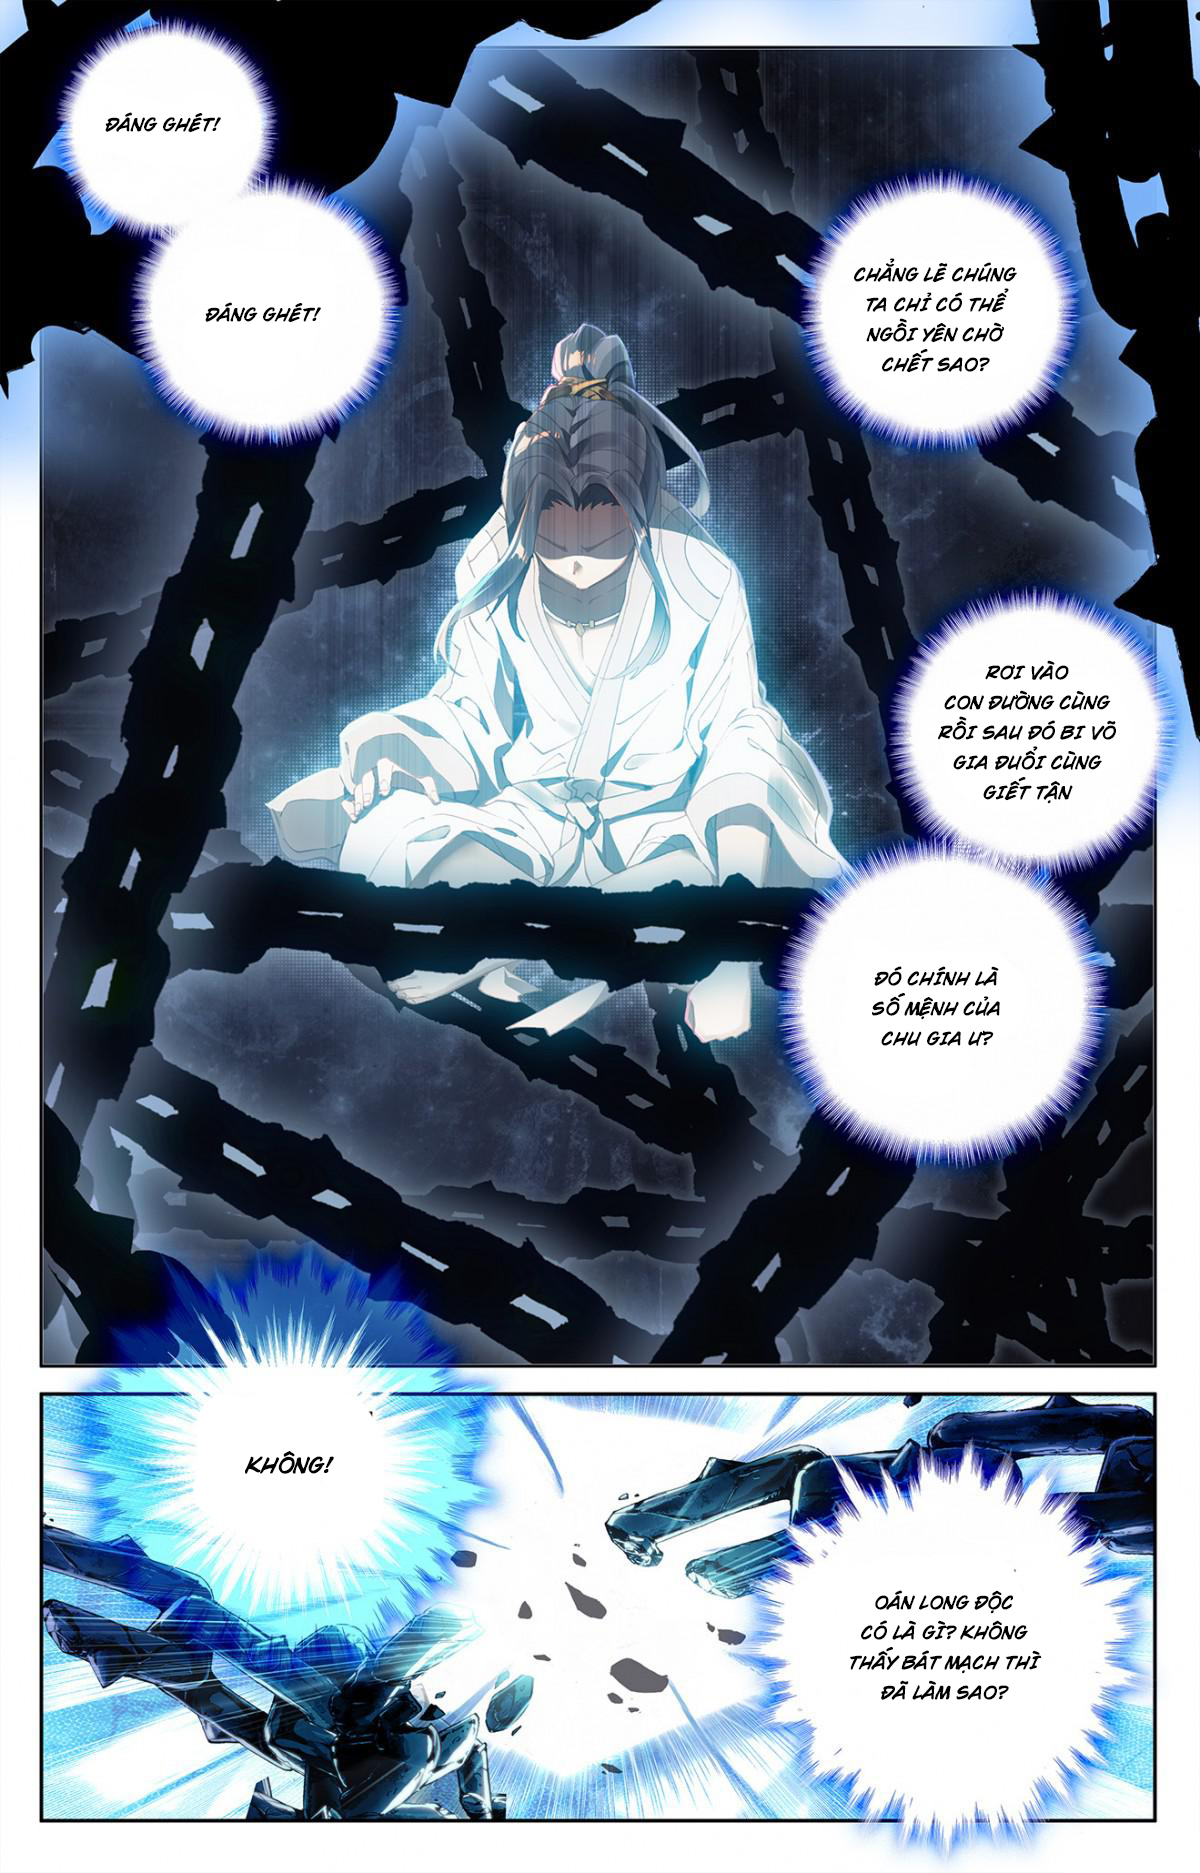 ĐÁNG GHÉT!
ĐÁNG GHÉT!
CHẲNG LẼ CHÚNG
TA CHỈ CÓ THỂ
NGỒI YÊN CHỜ
CHẾT SAO?
RƠI VÀO
CON ĐƯỜNG CÙNG
RỒI SAU ĐÓ BI VÕ
GIA ĐUỔI CÙNG
GIẾT TẬN
ĐÓ CHÍNH LÀ
SỐ MỆNH CỦA
CHU GIA Ư?
KHÔNG!
OÁN LONG ĐỘC
CÓ LÀ GÌ? KHÔNG
THẤY BÁT MẠCH THÌ
ĐÃ LÀM SAO?